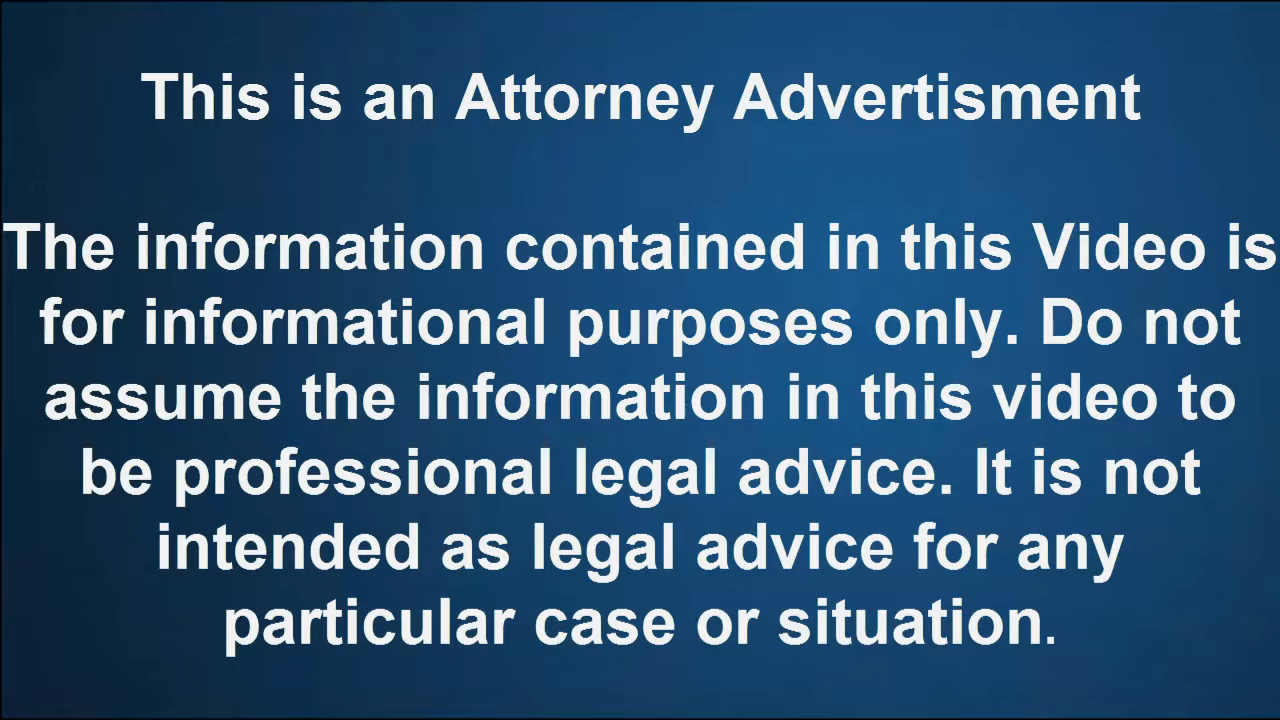 This is an Attorney Advertisment
The information contained in this Video is
for informational purposes only. Do not
assume the information in this video to
be professional legal advice. It is not
intended as legal advice for any
particular case or situation.